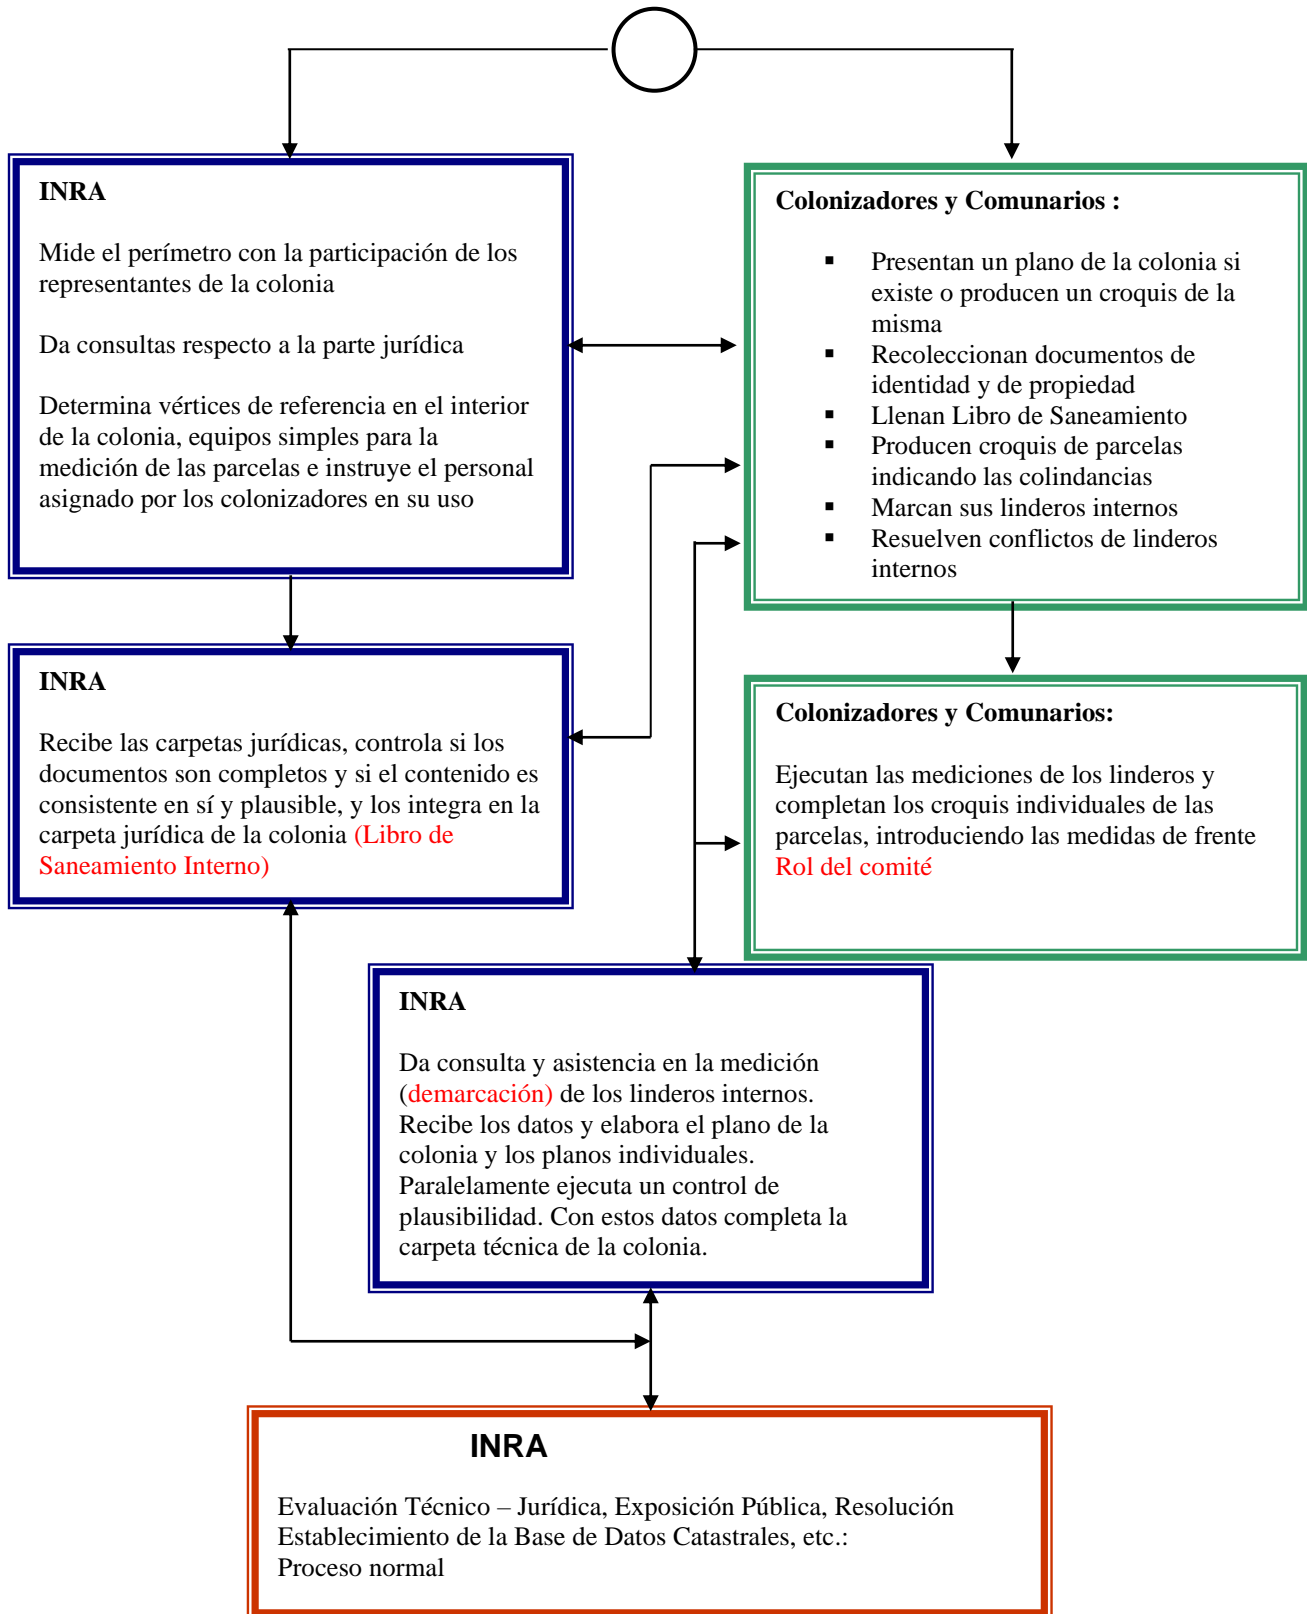 INRA
Mide el perímetro con la participación de los
representantes de la colonia
Da consultas respecto a la parte jurídica
Determina vértices de referencia en el interior
de la colonia, equipos simples para la
medición de las parcelas e instruye el personal
asignado por los colonizadores en su uso
Colonizadores y Comunarios :
▪ Presentan un plano de la colonia si
existe o producen un croquis de la
misma
▪ Recoleccionan documentos de
identidad y de propiedad
▪ Llenan Libro de Saneamiento
▪ Producen croquis de parcelas
indicando las colindancias
▪ Marcan sus linderos internos
▪ Resuelven conflictos de linderos
internos
INRA
Recibe las carpetas jurídicas, controla si los
documentos son completos y si el contenido es
consistente en sí y plausible, y los integra en la
carpeta jurídica de la colonia (Libro de
Saneamiento Interno)
Colonizadores y Comunarios:
Ejecutan las mediciones de los linderos y
completan los croquis individuales de las
parcelas, introduciendo las medidas de frente
Rol del comité
INRA
Da consulta y asistencia en la medición
(demarcación) de los linderos internos.
Recibe los datos y elabora el plano de la
colonia y los planos individuales.
Paralelamente ejecuta un control de
plausibilidad. Con estos datos completa la
carpeta técnica de la colonia.
INRA
Evaluación Técnico – Jurídica, Exposición Pública, Resolución
Establecimiento de la Base de Datos Catastrales, etc.:
Proceso normal